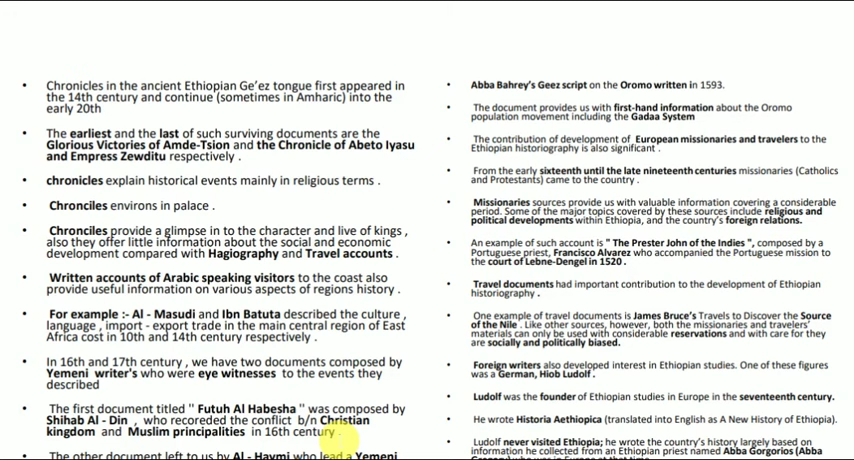 • Chronicles in the ancient Ethiopian Ge'ez tongue first appeared in
the 14th century and continue (sometimes in Amharic) into the
early 20th
• The earliest and the last of such surviving documents are the
Glorious Victories of Amde-Tsion and the Chronicle of Abeto Iyasu
and Empress Zewditu respectively .
• chronicles explain historical events mainly in religious terms .
• Chronciles environs in palace .
• Chronciles provide a glimpse in to the character and live of kings ,
also they offer little information about the social and economic
development compared with Hagiography and Travel accounts .
• Written accounts of Arabic speaking visitors to the coast also
provide useful information on various aspects of regions history .
• For example :- Al - Masudi and Ibn Batuta described the culture ,
language , import - export trade in the main central region of East
Africa cost in 10th and 14th century respectively .
• In 16th and 17th century , we have two documents composed by
Yemeni writer's who were eye witnesses to the events they
described
• The first document titled " Futuh Al Habesha " was composed by
Shihab Al - Din , who recoreded the conflict b/n Christian
kingdom and Muslim principalities in 16th century .
• The other document left to us by Al - Haymi who lead a Yemeni
• Abba Bahrey's Geez script on the Oromo written in 1593.
• The document provides us with first-hand information about the Oromo
population movement including the Gadaa System
• The contribution of development of European missionaries and travelers to the
Ethiopian historiography is also significant .
• From the early sixteenth until the late nineteenth centuries missionaries (Catholics
and Protestants) came to the country .
• Missionaries sources provide us with valuable information covering a considerable
period. Some of the major topics covered by these sources include religious and
political developments within Ethiopia, and the country's foreign relations.
• An example of such account is " The Prester John of the Indies ", composed by a
Portuguese priest, Francisco Alvarez who accompanied the Portuguese mission to
the court of Lebne-Dengel in 1520 .
• Travel documents had important contribution to the development of Ethiopian
historiography .
• One example of travel documents is James Bruce's Travels to Discover the Source
of the Nile . Like other sources, however, both the missionaries and travelers'
materials can only be used with considerable reservations and with care for they
are socially and politically biased.
• Foreign writers also developed interest in Ethiopian studies. One of these figures
was a German, Hiob Ludolf .
• Ludolf was the founder of Ethiopian studies in Europe in the seventeenth century.
• He wrote Historia Aethiopica (translated into English as A New History of Ethiopia).
• Ludolf never visited Ethiopia; he wrote the country's history largely based on
information he collected from an Ethiopian priest named Abba Gorgorios (Abba